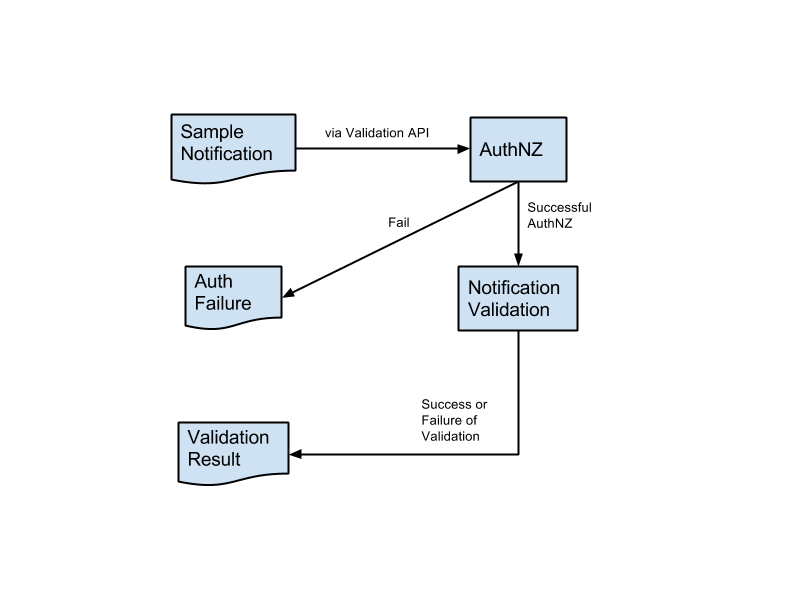 Sample
Notification
via Validation API
AuthNZ
Fail
Successful
AuthNZ
Auth
Failure
Notification
Validation
Success or
Failure of
Validation
Validation
Result